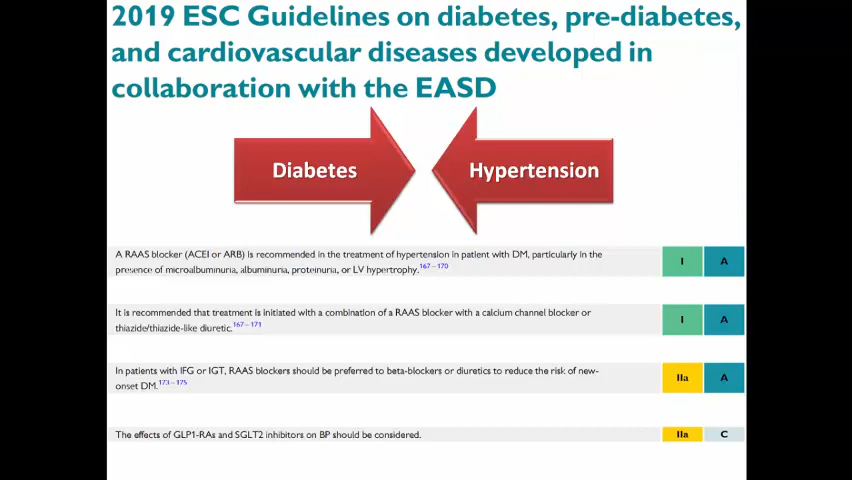 2019 ESC Guidelines on diabetes, pre-diabetes,
and cardiovascular diseases developed in
collaboration with the EASD
Diabetes
Hypertension
A RAAS blocker (ACEI or ARB) is recommended in the treatment of hypertension in patient with DM, particularly in the
presence of microalbuminuria, albuminuria, proteinuria, or LV hypertrophy.167–170
I
A
It is recommended that treatment is initiated with a combination of a RAAS blocker with a calcium channel blocker or
thiazide/thiazide-like diuretic.167–171
I
A
In patients with IFG or IGT, RAAS blockers should be preferred to beta-blockers or diuretics to reduce the risk of new-
onset DM.173–175
IIa
A
The effects of GLP1-RAs and SGLT2 inhibitors on BP should be considered.
IIa
C